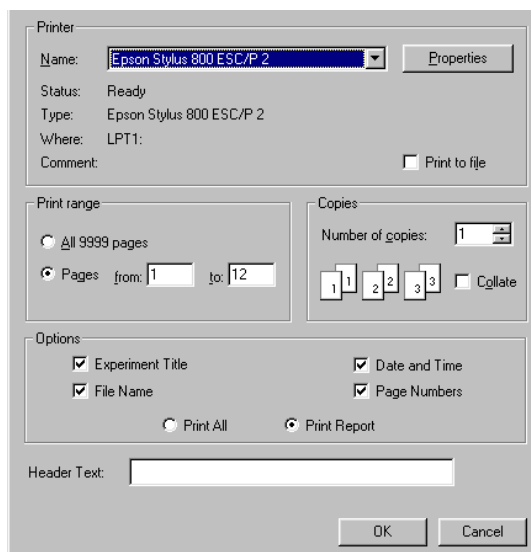 Printer
Name: Epson Stylus 800 ESC/P 2 Properties
Status: Ready
Type: Epson Stylus 800 ESC/P 2
Where: LPT1:
Comment: Print to file
Print range
All 9999 pages
Pages from: 1 to: 12
Copies
Number of copies: 1
1 1 2 2 3 3 Collate
Options
Experiment Title Date and Time
File Name Page Numbers
Print All Print Report
Header Text:
OK Cancel